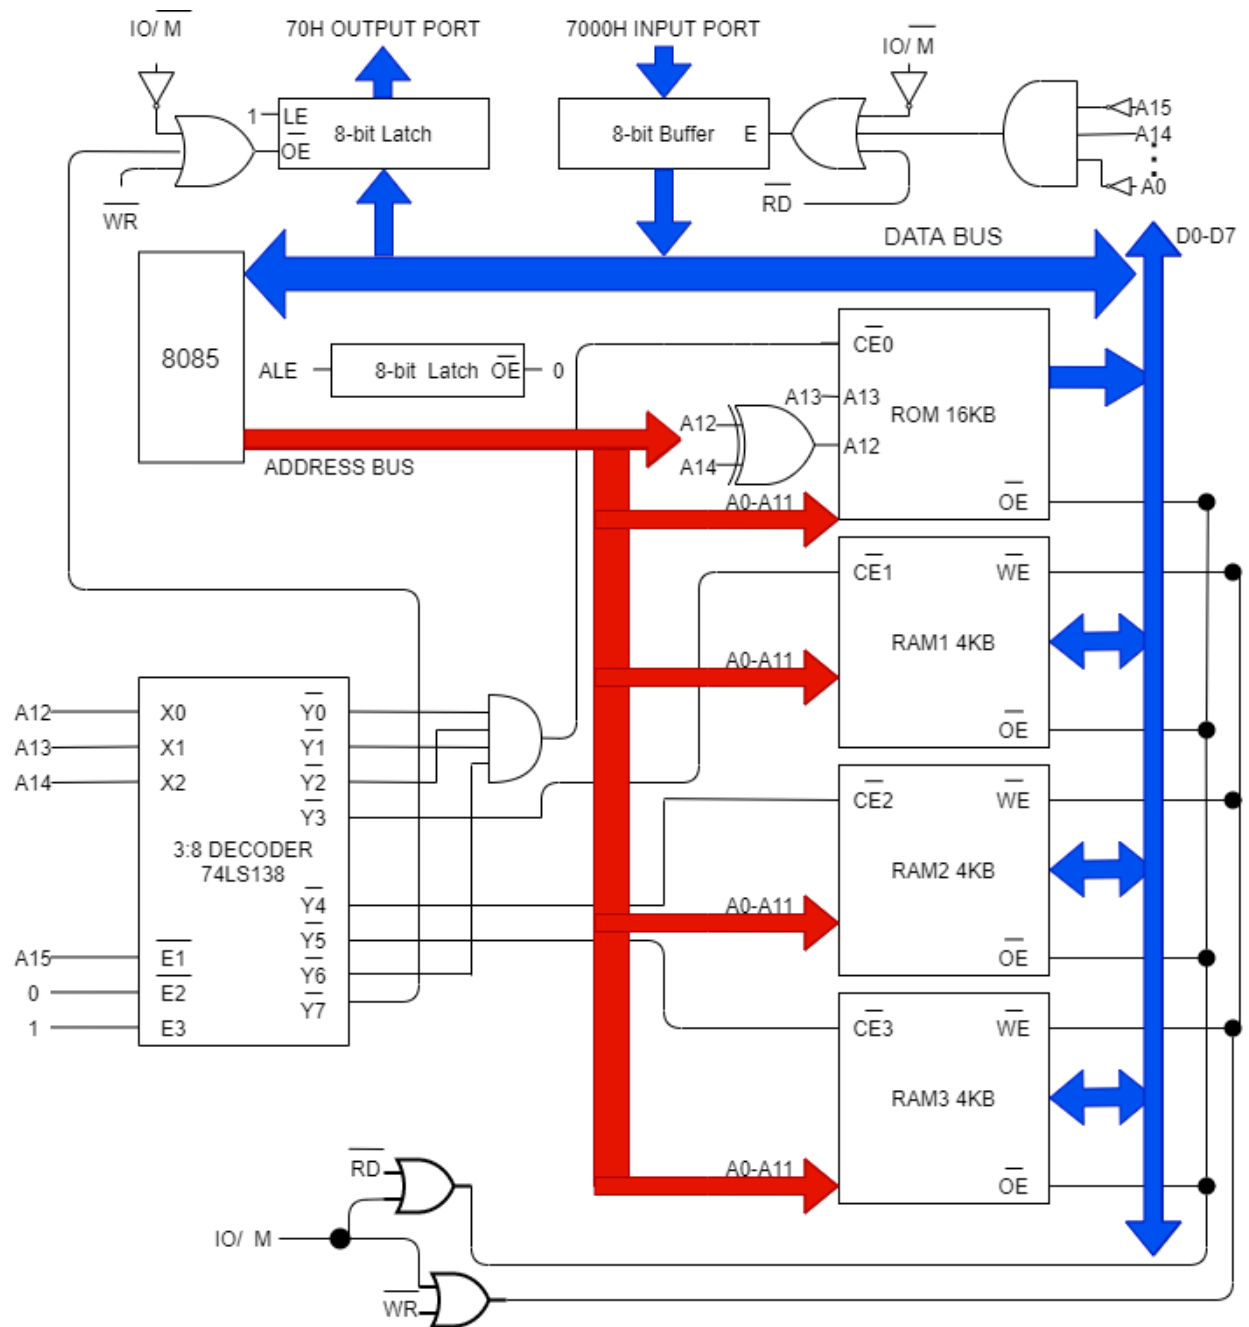 IO/ M
70H OUTPUT PORT
7000H INPUT PORT
IO/ M
1
LE
OE
8-bit Latch
8-bit Buffer
E
A15
A14
A0
WR
RD
DATA BUS
D0-D7
8085
ALE
8-bit Latch
OE
0
ADDRESS BUS
CE0
A13
A13
ROM 16KB
A12
A14
A12
A0-A11
OE
CE1
WE
RAM1 4KB
A0-A11
OE
A12
A13
A14
X0
X1
X2
Y0
Y1
Y2
Y3
3:8 DECODER
74LS138
Y4
Y5
Y6
Y7
A15
0
1
E1
E2
E3
CE2
WE
RAM2 4KB
A0-A11
OE
CE3
WE
RAM3 4KB
A0-A11
OE
RD
IO/ M
WR